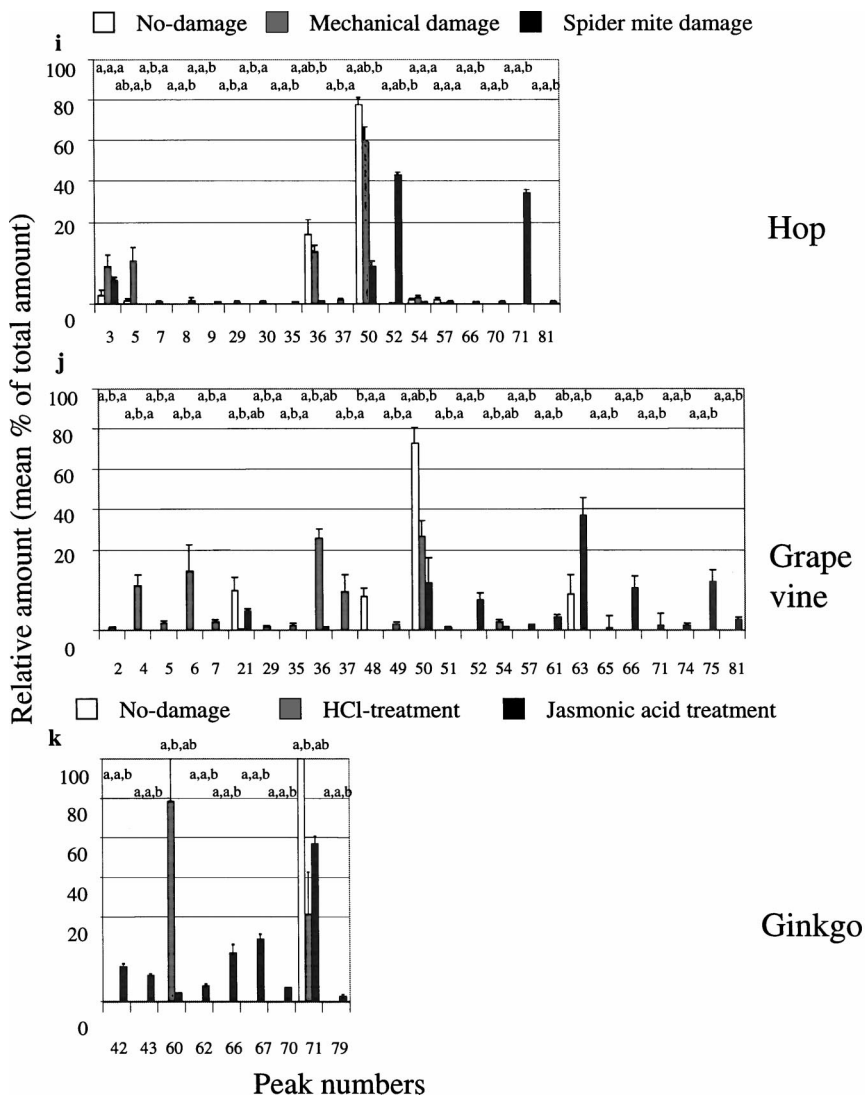 No-damage Mechanical damage Spider mite damage
i
100 a,a,a a,b,a a,a,b a,b,a a,ab,b a,ab,b a,a,a a,a,b a,a,b
ab,a,b a,a,b a,b,a a,a,b a,b,a a,ab,b a,a,a a,a,b a,a,b
80
60
40
20
0
3 5 7 8 9 29 30 35 36 37 50 52 54 57 66 70 71 81
Hop
j
100 a,b,a a,b,a a,b,a a,b,a a,b,ab b,a,a a,ab,b a,a,b a,a,b ab,a,b a,a,b a,a,b a,a,b
a,b,a a,b,a a,b,ab a,b,a a,b,a a,b,a a,b,a a,b,ab a,a,b a,a,b a,a,b a,a,b
80
60
40
20
0
2 4 5 6 7 21 29 35 36 37 48 49 50 51 52 54 57 61 63 65 66 71 74 75 81
Grape
vine
Relative amount (mean % of total amount)
No-damage HCl-treatment Jasmonic acid treatment
k
a,b,ab a,b,ab
100 a,a,b a,a,b a,a,b
a,a,b a,a,b a,a,b a,a,b
80
60
40
20
0
42 43 60 62 66 67 70 71 79
Ginkgo
Peak numbers